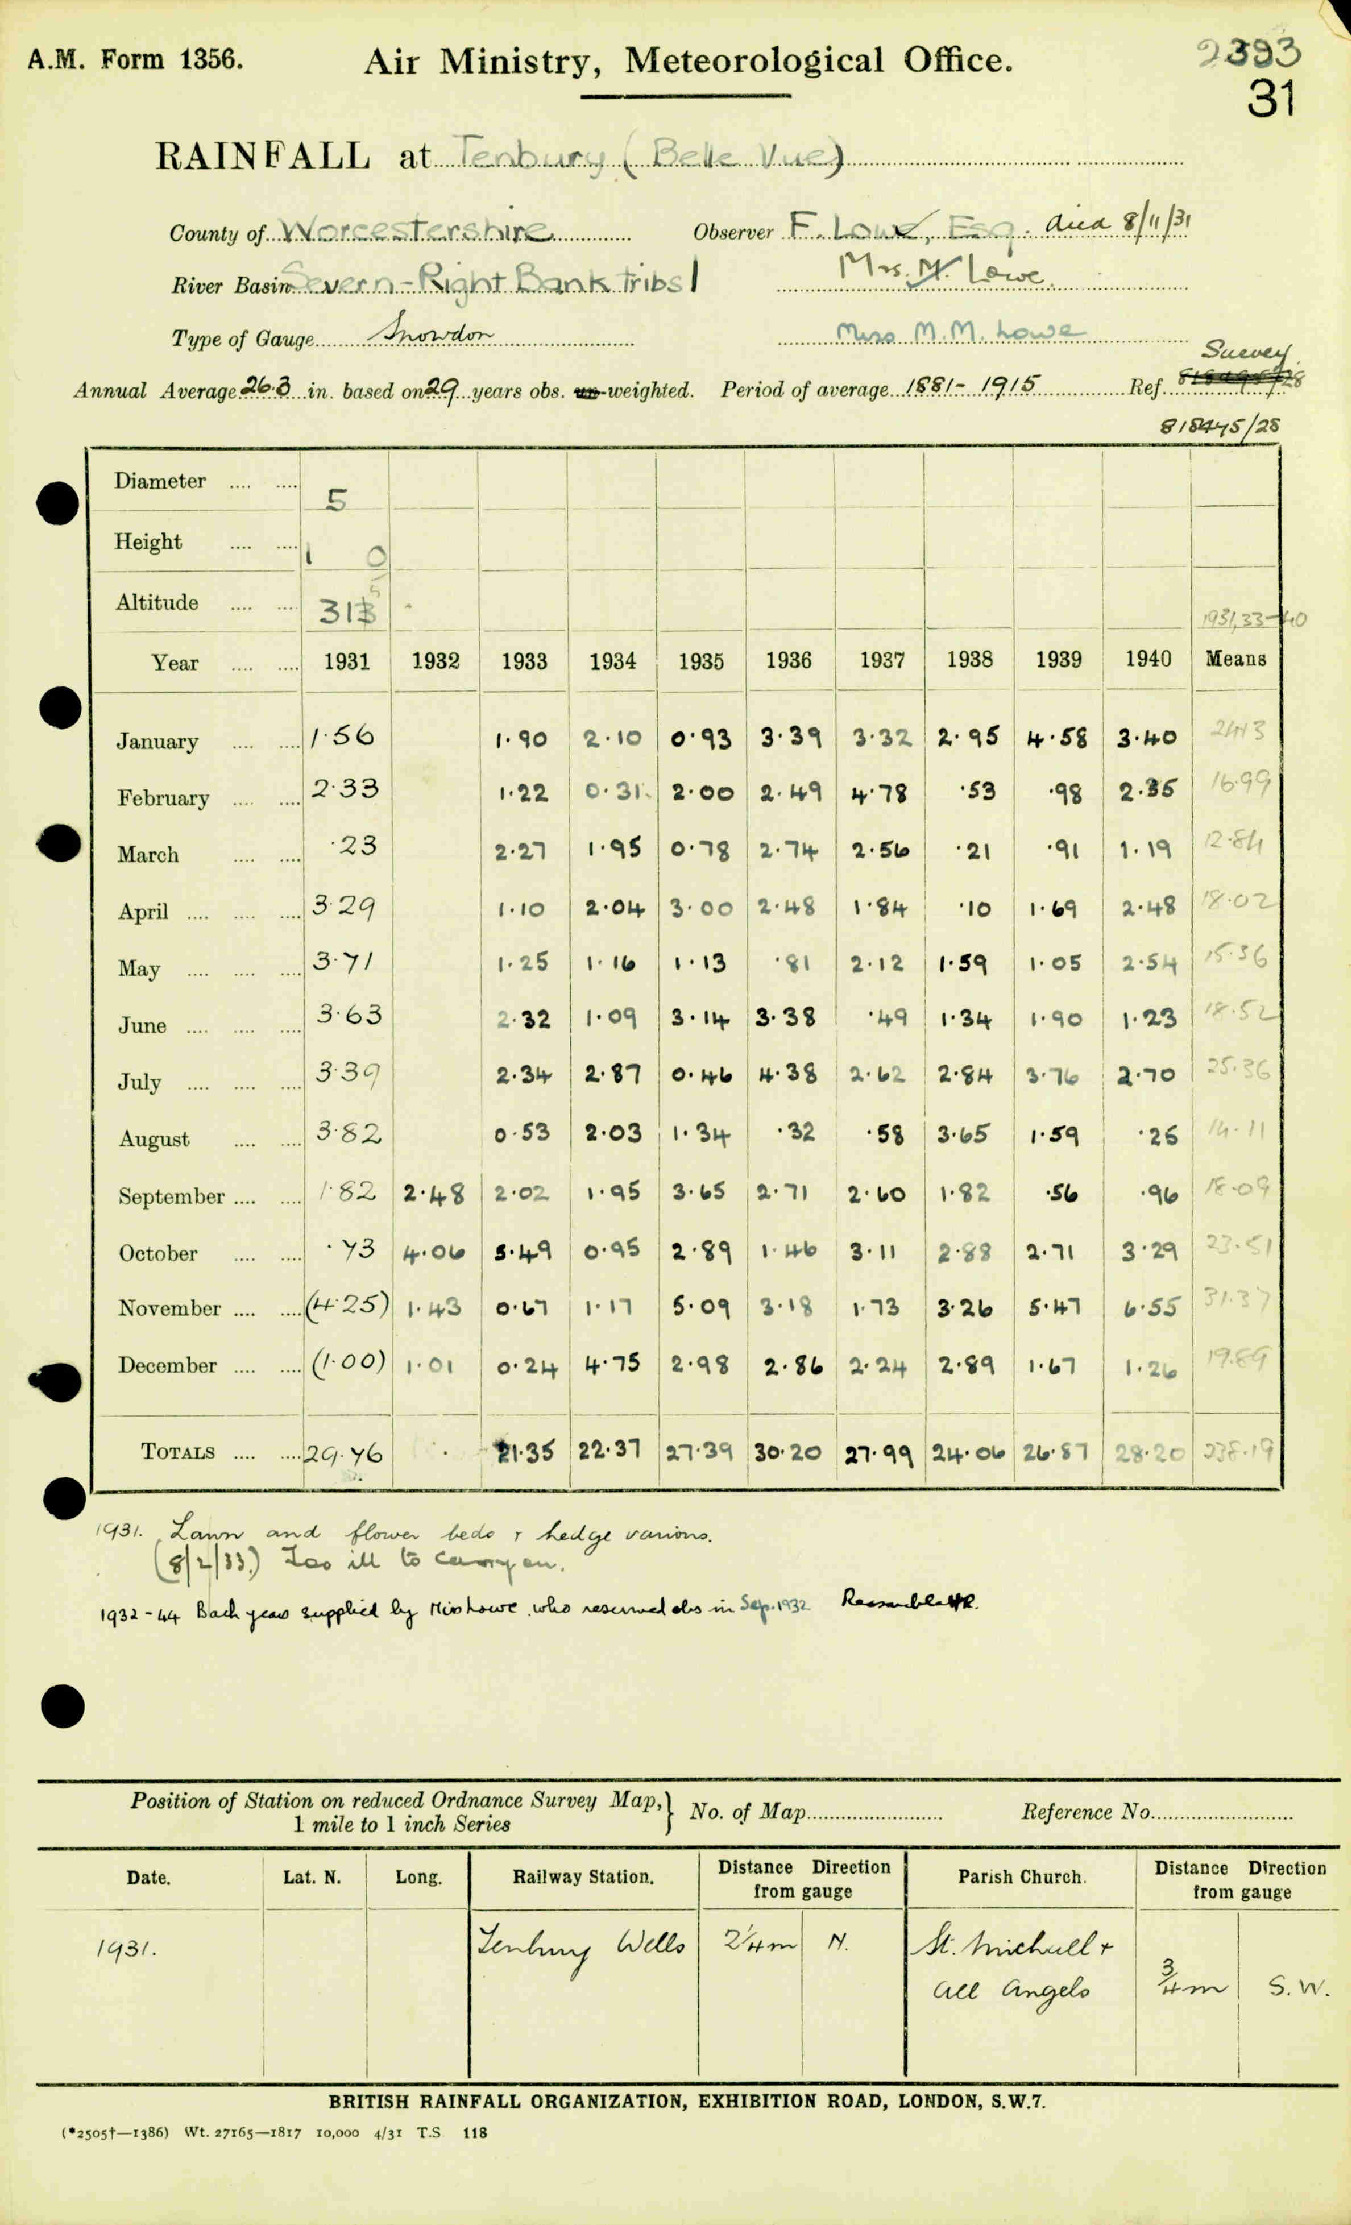 A.M. Form 1356.
Air Ministry, Meteorological Office.
2393
31
RAINFALL at Tenbury (Belle Vue)
County of Worcestershire Observer F. Lowe, Esq. died 8/11/31
River Basin Severn-Right Bank Tribs Mrs. M. Lowe.
Type of Gauge Snowdon Miss M.M. Lowe
Survey
Annual Average 26.3 in. based on 29 years obs. un-weighted. Period of average 1881-1915 Ref.
818475/28
Diameter .... .... 5
Height .... .... 1 0
Altitude .... .... 313 5
1931,33-40
Year .... .... 1931 1932 1933 1934 1935 1936 1937 1938 1939 1940 Means
January .... .... 1.56 1.90 2.10 0.93 3.39 3.32 2.95 4.58 3.40 24.13
February .... .... 2.33 1.22 0.31 2.00 2.49 4.78 .53 .98 2.35 16.99
March .... .... .23 2.27 1.95 0.78 2.74 2.56 .21 .91 1.19 12.84
April .... .... .... 3.29 1.10 2.04 3.00 2.48 1.84 .10 1.69 2.48 18.02
May .... .... .... 3.71 1.25 1.16 1.13 .81 2.12 1.59 1.05 2.54 15.36
June .... .... .... 3.63 2.32 1.09 3.14 3.38 .49 1.34 1.90 1.23 18.52
July .... .... .... 3.39 2.34 2.87 0.46 4.38 2.62 2.84 3.76 2.70 25.36
August .... .... 3.82 0.53 2.03 1.34 .32 .58 3.65 1.59 .25 14.11
September .... .... 1.82 2.48 2.02 1.95 3.65 2.71 2.60 1.82 .56 .96 18.09
October .... .... .73 4.06 5.49 0.95 2.89 1.46 3.11 2.88 2.71 3.29 23.51
November .... .... (4.25) 1.43 0.67 1.17 5.09 3.18 1.73 3.26 5.47 6.55 31.37
December .... .... (1.00) 1.01 0.24 4.75 2.98 2.86 2.24 2.89 1.67 1.26 19.89
TOTALS .... .... 29.76 21.35 22.37 27.39 30.20 27.99 24.06 26.87 28.20 238.19
1931. Lawn and flower beds + hedge various.
(8/2/33) Too ill to carry on.
1932-44 Back years supplied by Miss Lowe, who resumed obs in Sep. 1932
Position of Station on reduced Ordnance Survey Map, } No. of Map Reference No.
1 mile to 1 inch Series
Date. Lat. N. Long. Railway Station. Distance Direction from gauge Parish Church. Distance Direction from gauge
1931. Tenbury Wells 2¼m N. St. Michael + All Angels ¾m S.W.
BRITISH RAINFALL ORGANIZATION, EXHIBITION ROAD, LONDON, S.W.7.
(*2505†—1386) Wt. 27165—1817 10,000 4/31 T.S 118